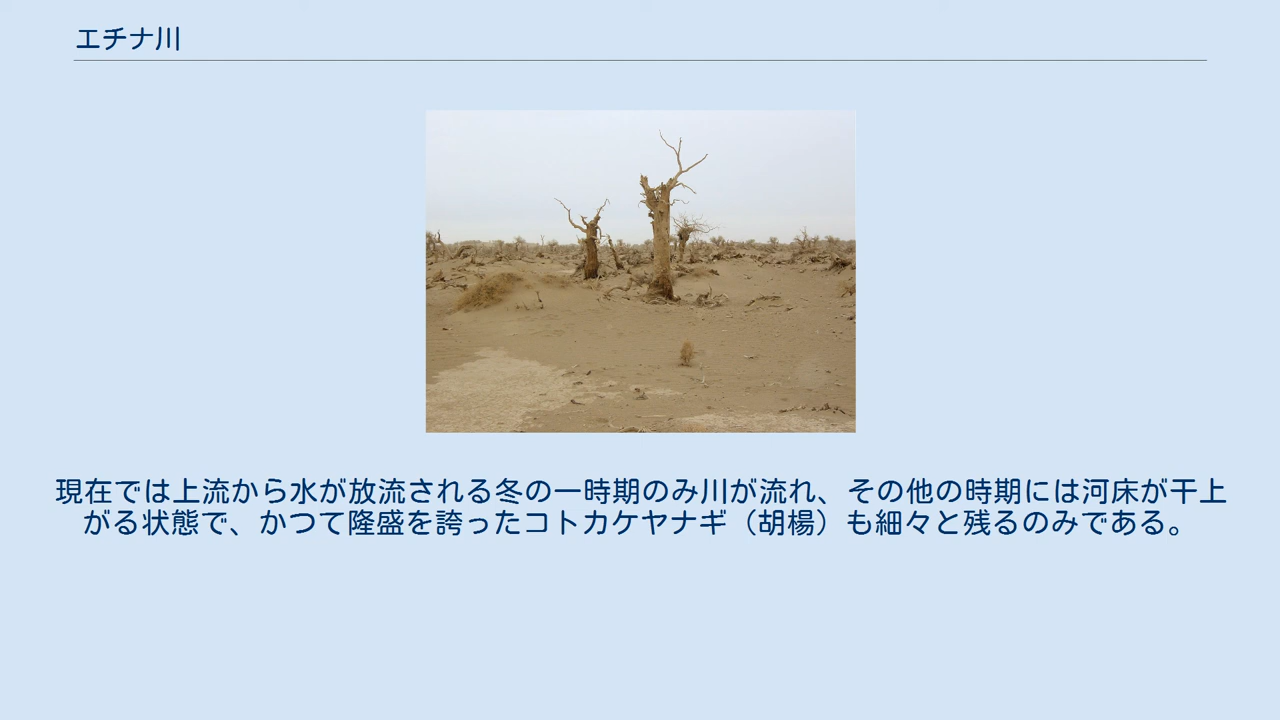 エチナ川
現在では上流から水が放流される冬の一時期のみ川が流れ、その他の時期には河床が干上
がる状態で、かつて隆盛を誇ったコトカケヤナギ（胡楊）も細々と残るのみである。